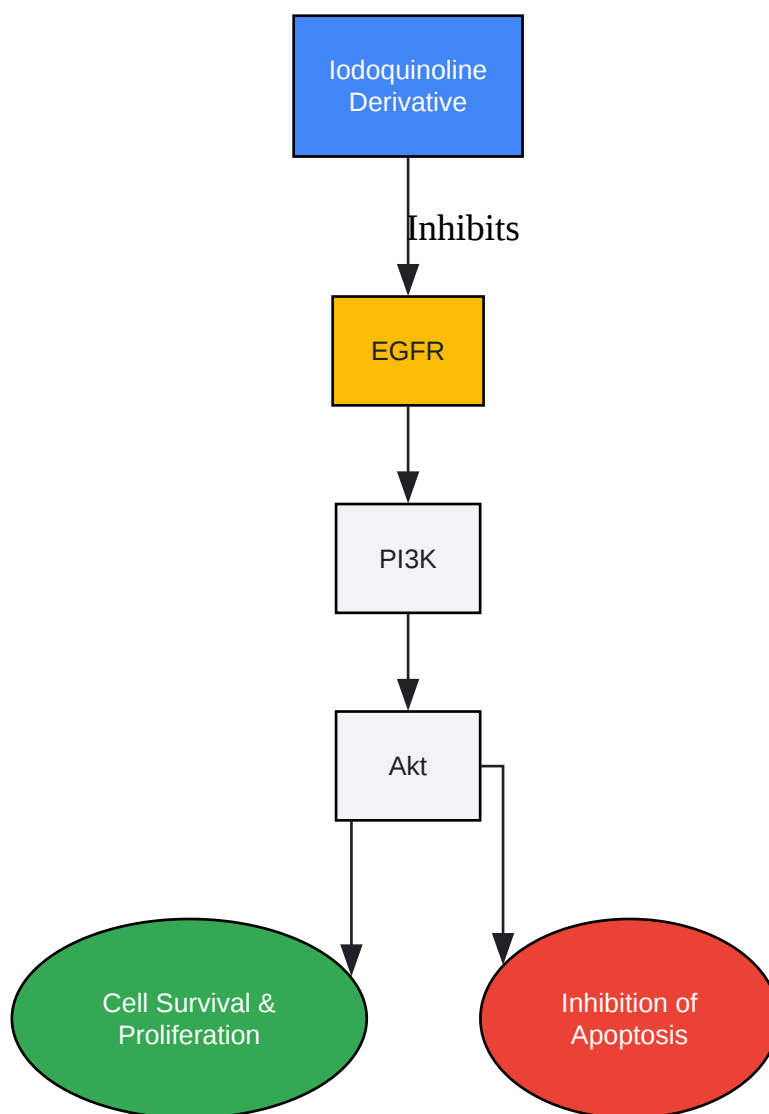 Iodoquinoline
Derivative
Inhibits
EGFR
PI3K
Akt
Cell Survival &
Proliferation
Inhibition of
Apoptosis